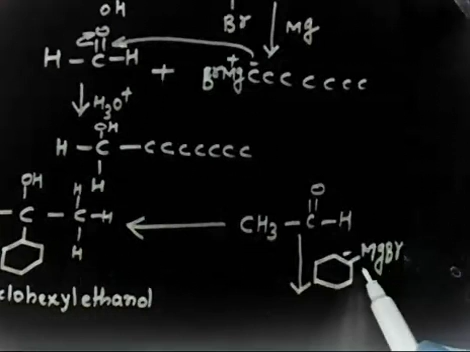 OH
Br
Mg
O
H - C - H + BrMg⁺ C̄ C C C C C C
H₃O⁺
OH
H - C - C C C C C C C
H
OH H O
- C - C - H CH₃ - C - H
H MgBr
clohexylethanol